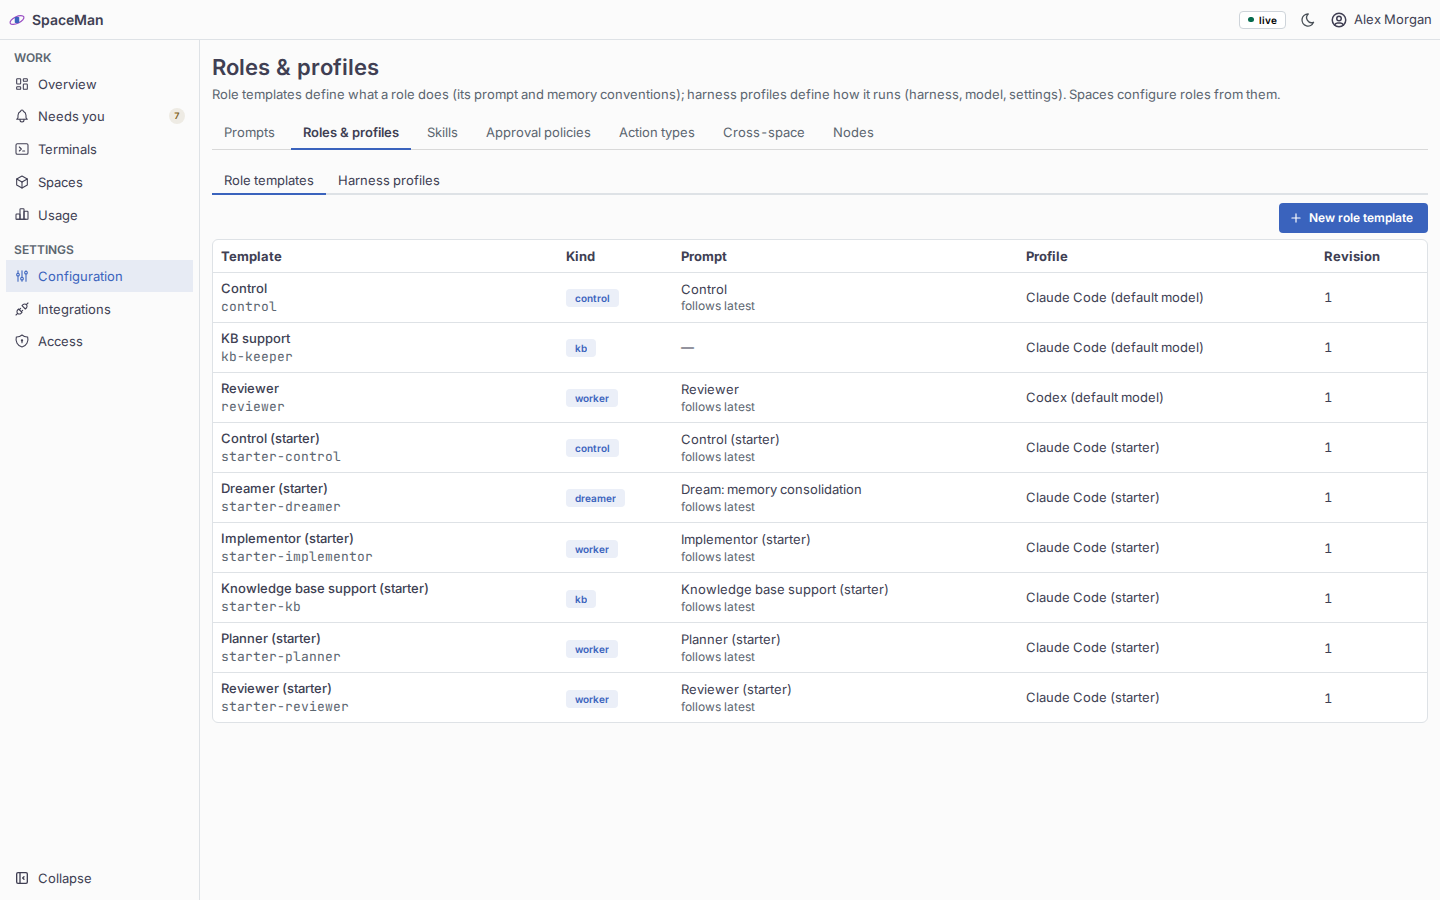 SpaceMan
live
Alex Morgan
WORK
Overview
Needs you 7
Terminals
Spaces
Usage
SETTINGS
Configuration
Integrations
Access
Collapse
Roles & profiles
Role templates define what a role does (its prompt and memory conventions); harness profiles define how it runs (harness, model, settings). Spaces configure roles from them.
Prompts Roles & profiles Skills Approval policies Action types Cross-space Nodes
Role templates Harness profiles
+ New role template
Template Kind Prompt Profile Revision
Control
control
control
Control
follows latest
Claude Code (default model)
1
KB support
kb-keeper
kb
—
Claude Code (default model)
1
Reviewer
reviewer
worker
Reviewer
follows latest
Codex (default model)
1
Control (starter)
starter-control
control
Control (starter)
follows latest
Claude Code (starter)
1
Dreamer (starter)
starter-dreamer
dreamer
Dream: memory consolidation
follows latest
Claude Code (starter)
1
Implementor (starter)
starter-implementor
worker
Implementor (starter)
follows latest
Claude Code (starter)
1
Knowledge base support (starter)
starter-kb
kb
Knowledge base support (starter)
follows latest
Claude Code (starter)
1
Planner (starter)
starter-planner
worker
Planner (starter)
follows latest
Claude Code (starter)
1
Reviewer (starter)
starter-reviewer
worker
Reviewer (starter)
follows latest
Claude Code (starter)
1